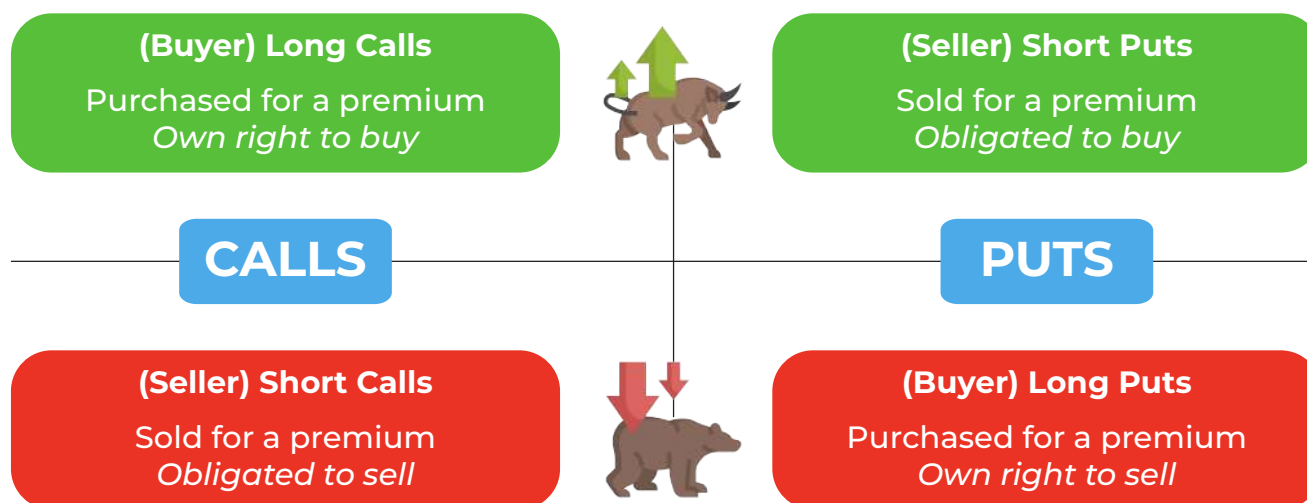 (Buyer) Long Calls
Purchased for a premium
Own right to buy
(Seller) Short Puts
Sold for a premium
Obligated to buy
CALLS
PUTS
(Seller) Short Calls
Sold for a premium
Obligated to sell
(Buyer) Long Puts
Purchased for a premium
Own right to sell